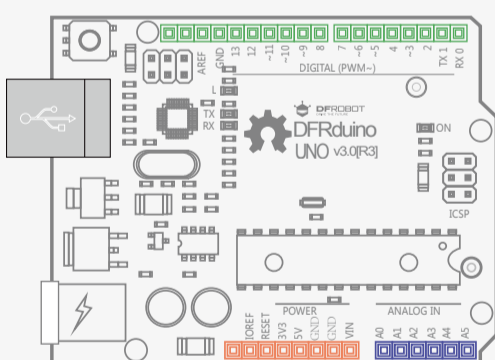 AREF
GND
13
12
~11
~10
~9
8
7
~6
~5
4
~3
2
TX 1
RX 0
DIGITAL (PWM~)
L
TX
RX
DFROBOT
DFRduino
UNO v3.0[R3]
ON
ICSP
POWER
ANALOG IN
IOREF
RESET
3V3
5V
GND
GND
VIN
A0
A1
A2
A3
A4
A5